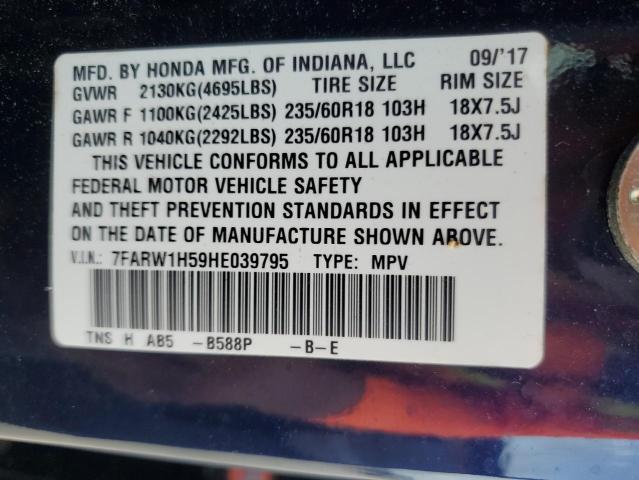 MFD. BY HONDA MFG. OF INDIANA, LLC 09/'17
GVWR 2130KG(4695LBS) TIRE SIZE RIM SIZE
GAWR F 1100KG(2425LBS) 235/60R18 103H 18X7.5J
GAWR R 1040KG(2292LBS) 235/60R18 103H 18X7.5J
THIS VEHICLE CONFORMS TO ALL APPLICABLE
FEDERAL MOTOR VEHICLE SAFETY
AND THEFT PREVENTION STANDARDS IN EFFECT
ON THE DATE OF MANUFACTURE SHOWN ABOVE.
V.I.N.: 7FARW1H59HE039795 TYPE: MPV
TNS H AB5 -B588P -B-E